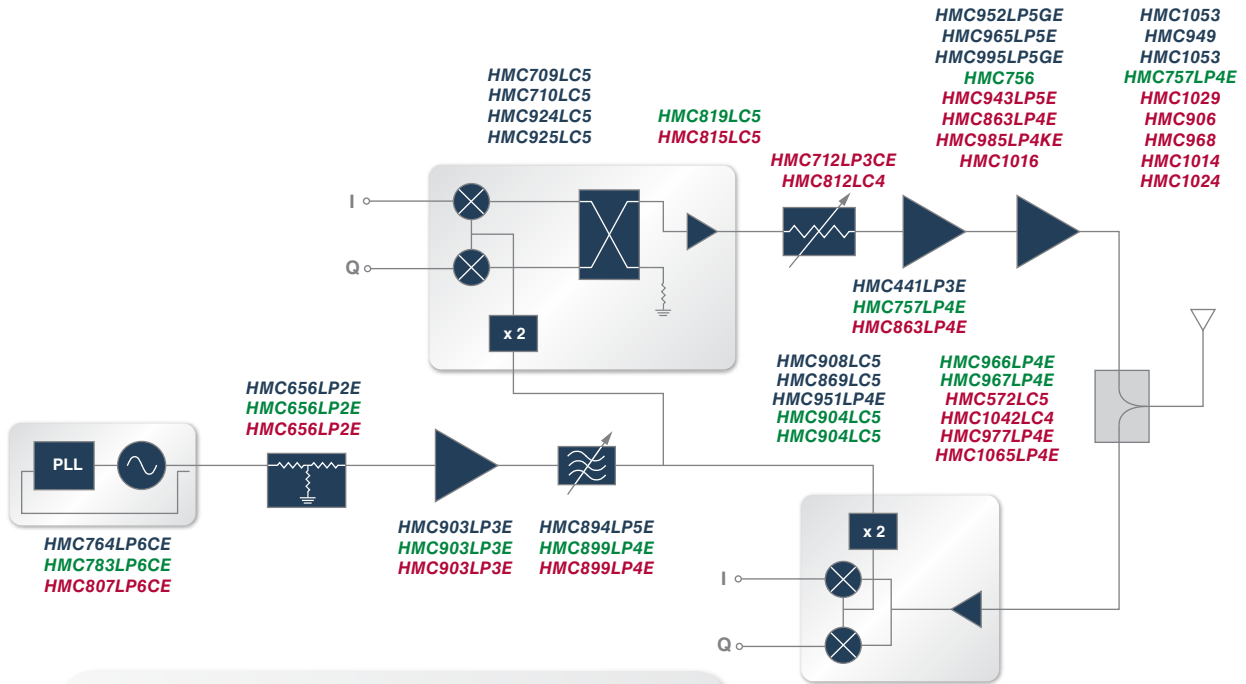 HMC952LP5GE
HMC965LP5E
HMC995LP5GE
HMC756
HMC943LP5E
HMC863LP4E
HMC985LP4KE
HMC1016
HMC1053
HMC949
HMC1053
HMC757LP4E
HMC1029
HMC906
HMC968
HMC1014
HMC1024
HMC709LC5
HMC710LC5
HMC924LC5
HMC925LC5
HMC819LC5
HMC815LC5
HMC712LP3CE
HMC812LC4
I
Q
x 2
HMC441LP3E
HMC757LP4E
HMC863LP4E
HMC908LC5
HMC869LC5
HMC951LP4E
HMC904LC5
HMC904LC5
HMC966LP4E
HMC967LP4E
HMC572LC5
HMC1042LC4
HMC977LP4E
HMC1065LP4E
HMC656LP2E
HMC656LP2E
HMC656LP2E
PLL
HMC764LP6CE
HMC783LP6CE
HMC807LP6CE
HMC903LP3E
HMC903LP3E
HMC903LP3E
HMC894LP5E
HMC899LP4E
HMC899LP4E
x 2
I
Q